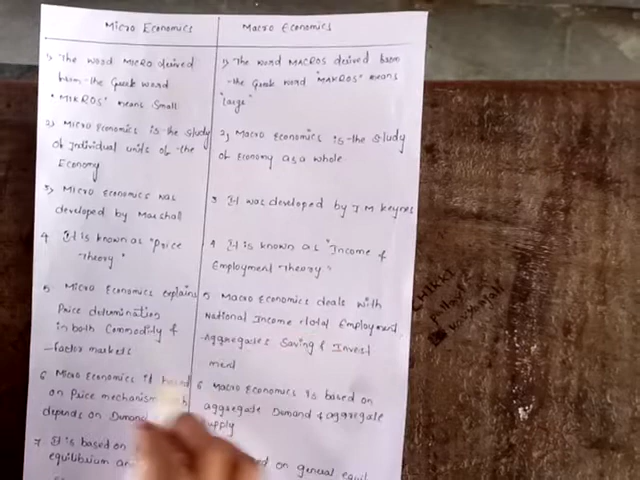 Micro Economics
1) The word MICRO derived
from the Greek word
"MIKROS" means Small
2) Micro Economics is the study
of Individual units of the
Economy
3) Micro Economics was
developed by Marshall
4 It is known as "Price
Theory"
5 Micro Economics explains
Price determination
in both Commodity &
factor markets
6 Micro Economics is based
on Price mechanism
depends on Demand
7 It is based on
equilibrium
Macro Economics
1) The word MACROS derived from
the Greek word "MAKROS" means
"large"
2) Macro Economics is the study
of Economy as a whole
3 It was developed by J.M Keynes
4 It is known as "Income &
Employment Theory"
5 Macro Economics deals with
National Income, total Employment
Aggregates Saving & Invest
ment
6 Macro Economics is based on
aggregate Demand & aggregate
supply
on general equil
CHIKKI
Pallavi